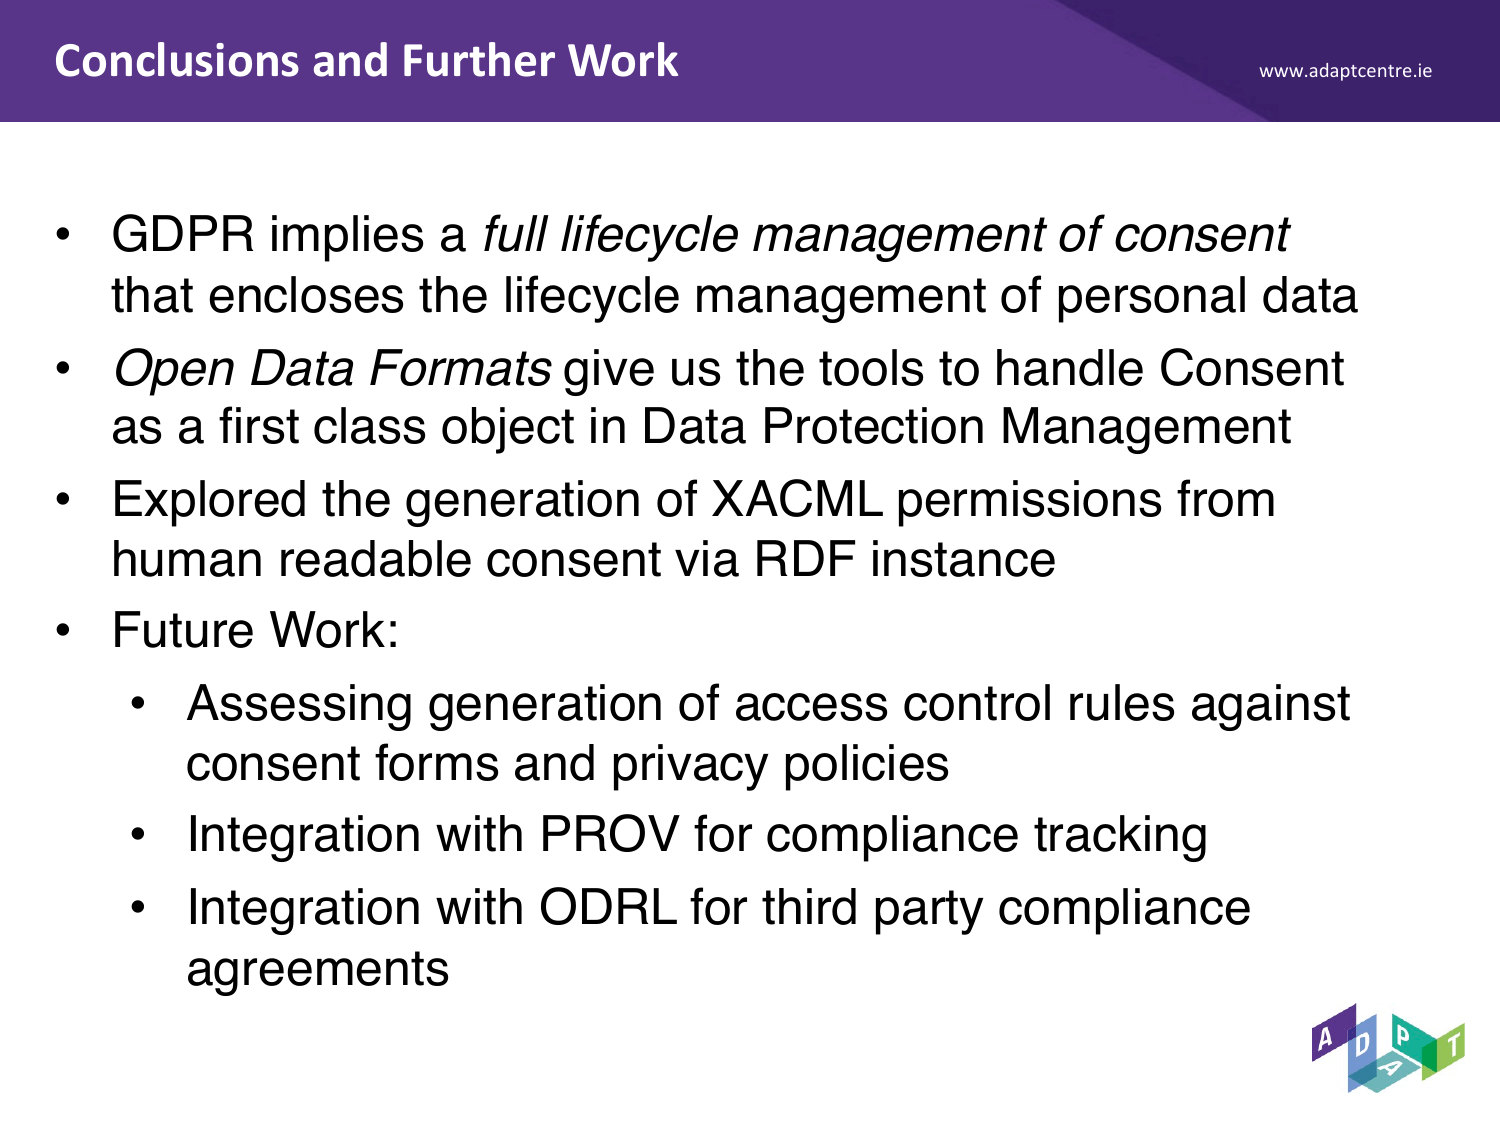 Conclusions and Further Work
www.adaptcentre.ie
• GDPR implies a full lifecycle management of consent
that encloses the lifecycle management of personal data
• Open Data Formats give us the tools to handle Consent
as a first class object in Data Protection Management
• Explored the generation of XACML permissions from
human readable consent via RDF instance
• Future Work:
• Assessing generation of access control rules against
consent forms and privacy policies
• Integration with PROV for compliance tracking
• Integration with ODRL for third party compliance
agreements
ADAPT